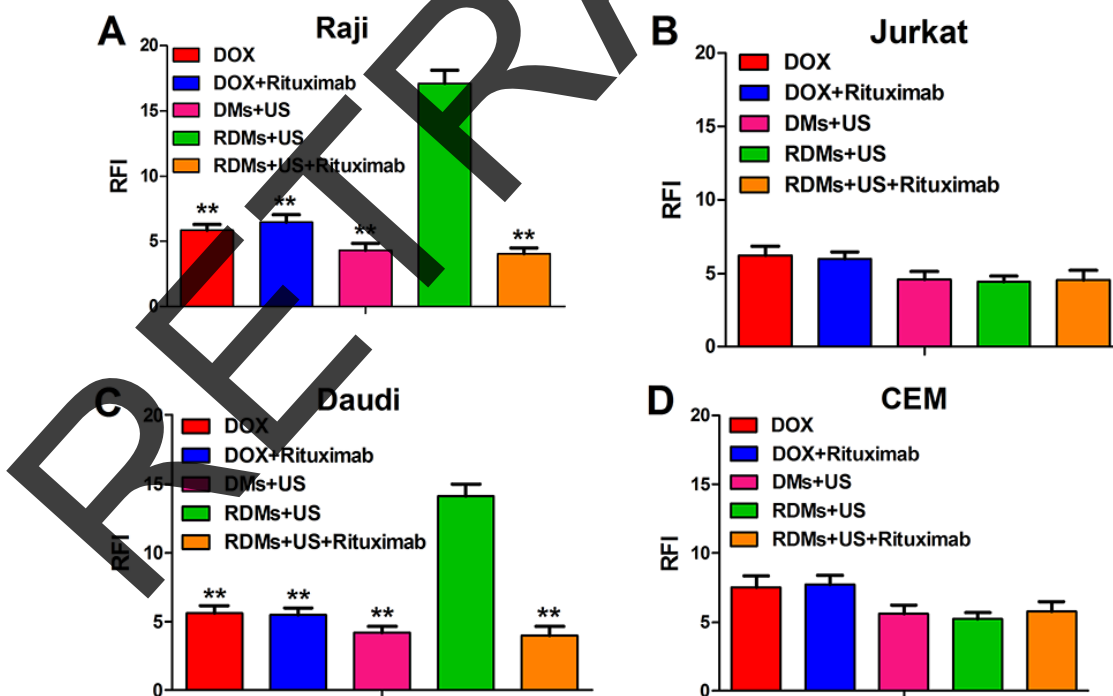 A
Raji
20
15
10
5
0
RFI
DOX
DOX+Rituximab
DMs+US
RDMs+US
RDMs+US+Rituximab
**
**
**
**
B
Jurkat
20
15
10
5
0
RFI
DOX
DOX+Rituximab
DMs+US
RDMs+US
RDMs+US+Rituximab
C
Daudi
20
15
10
5
0
RFI
DOX
DOX+Rituximab
DMs+US
RDMs+US
RDMs+US+Rituximab
**
**
**
**
D
CEM
20
15
10
5
0
RFI
DOX
DOX+Rituximab
DMs+US
RDMs+US
RDMs+US+Rituximab
RETRA